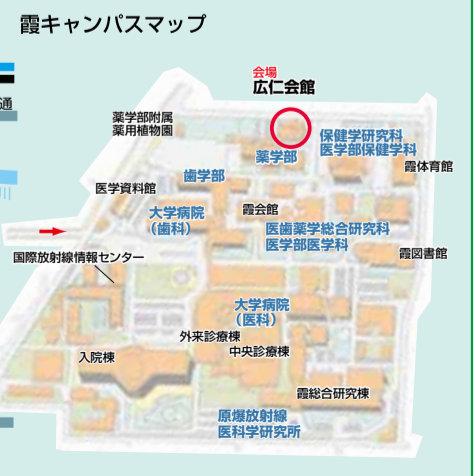 霞キャンパスマップ
通
会場
広仁会館
薬学部附属
薬用植物園
保健学研究科
医学部保健学科
薬学部
霞体育館
歯学部
医学資料館
大学病院
（歯科）
霞会館
医歯薬学総合研究科
医学部医学科
霞図書館
国際放射線情報センター
大学病院
（医科）
外来診療棟
中央診療棟
入院棟
霞総合研究棟
原爆放射線
医科学研究所